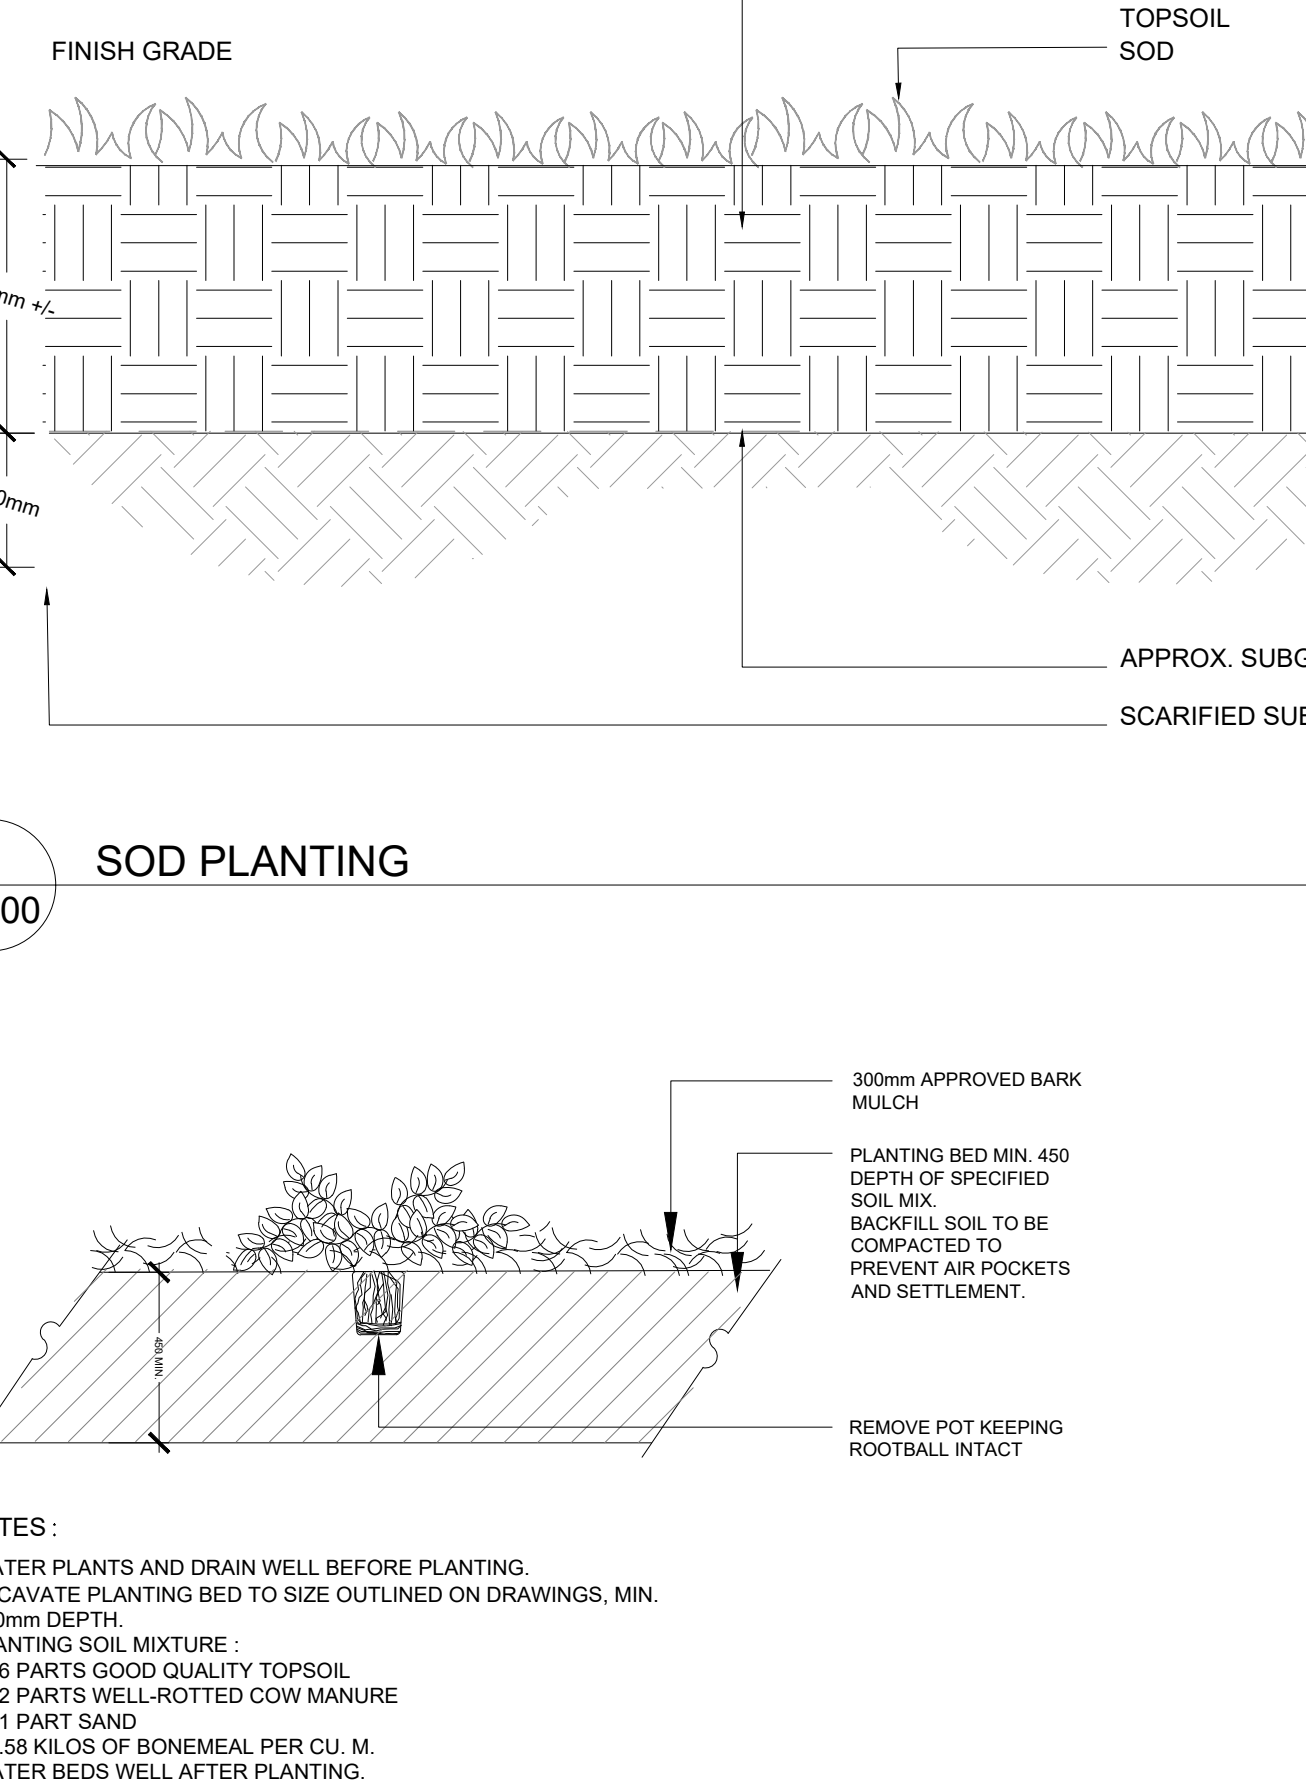 TOPSOIL
FINISH GRADE
SOD
mm +/-
0mm
APPROX. SUBG
SCARIFIED SUB
SOD PLANTING
00
300mm APPROVED BARK
MULCH
PLANTING BED MIN. 450
DEPTH OF SPECIFIED
SOIL MIX.
BACKFILL SOIL TO BE
COMPACTED TO
PREVENT AIR POCKETS
AND SETTLEMENT.
450 MIN.
REMOVE POT KEEPING
ROOTBALL INTACT
TES :
ATER PLANTS AND DRAIN WELL BEFORE PLANTING.
CAVATE PLANTING BED TO SIZE OUTLINED ON DRAWINGS, MIN.
0mm DEPTH.
ANTING SOIL MIXTURE :
6 PARTS GOOD QUALITY TOPSOIL
2 PARTS WELL-ROTTED COW MANURE
1 PART SAND
.58 KILOS OF BONEMEAL PER CU. M.
ATER BEDS WELL AFTER PLANTING.